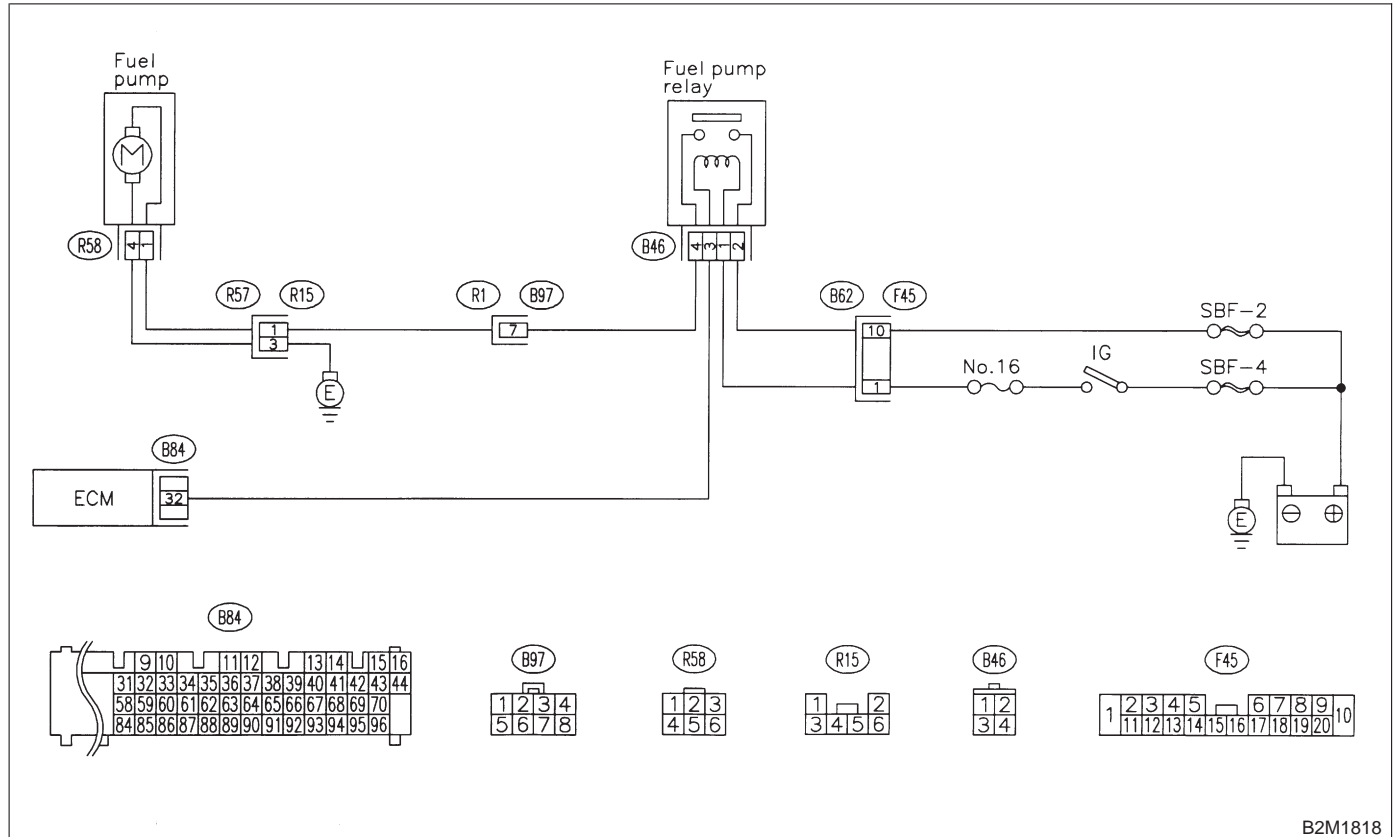 Fuel
pump
Fuel pump
relay
M
R58
4 1
B46
4 3 1 2
R57 R15
R1 B97
B62 F45
SBF-2
1
7
10
3
No.16
IG
SBF-4
1
E
B84
ECM
32
E
⊖ ⊕
B84
B97
R58
R15
B46
F45
9 10 11 12 13 14 15 16
31 32 33 34 35 36 37 38 39 40 41 42 43 44
58 59 60 61 62 63 64 65 66 67 68 69 70
84 85 86 87 88 89 90 91 92 93 94 95 96
1 2 3 4
5 6 7 8
1 2 3
4 5 6
1 2
3 4 5 6
1 2
3 4
1 2 3 4 5 6 7 8 9 10
11 12 13 14 15 16 17 18 19 20
B2M1818